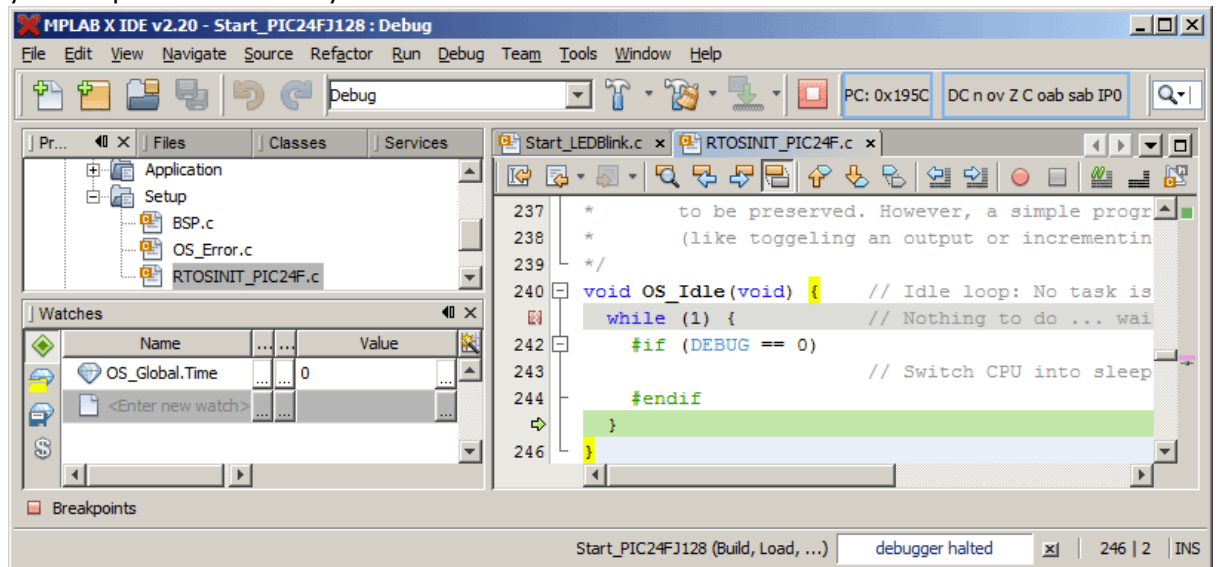 MPLAB X IDE v2.20 - Start_PIC24FJ128 : Debug
File Edit View Navigate Source Refactor Run Debug Team Tools Window Help
Debug
PC: 0x195C
DC n ov Z C oab sab IP0
Pr... Files Classes Services
Application
Setup
BSP.c
OS_Error.c
RTOSINIT_PIC24F.c
Watches
Name ... ... Value
OS_Global.Time ... ... 0 ...
<Enter new watch> ... ... ...
Start_LEDBlink.c RTOSINIT_PIC24F.c
237 * to be preserved. However, a simple progr
238 * (like toggeling an output or incrementin
239 */
240 void OS_Idle(void) { // Idle loop: No task is
while (1) { // Nothing to do ... wai
242 #if (DEBUG == 0)
243 // Switch CPU into sleep
244 #endif
}
246 }
Breakpoints
Start_PIC24FJ128 (Build, Load, ...) debugger halted 246 | 2 INS